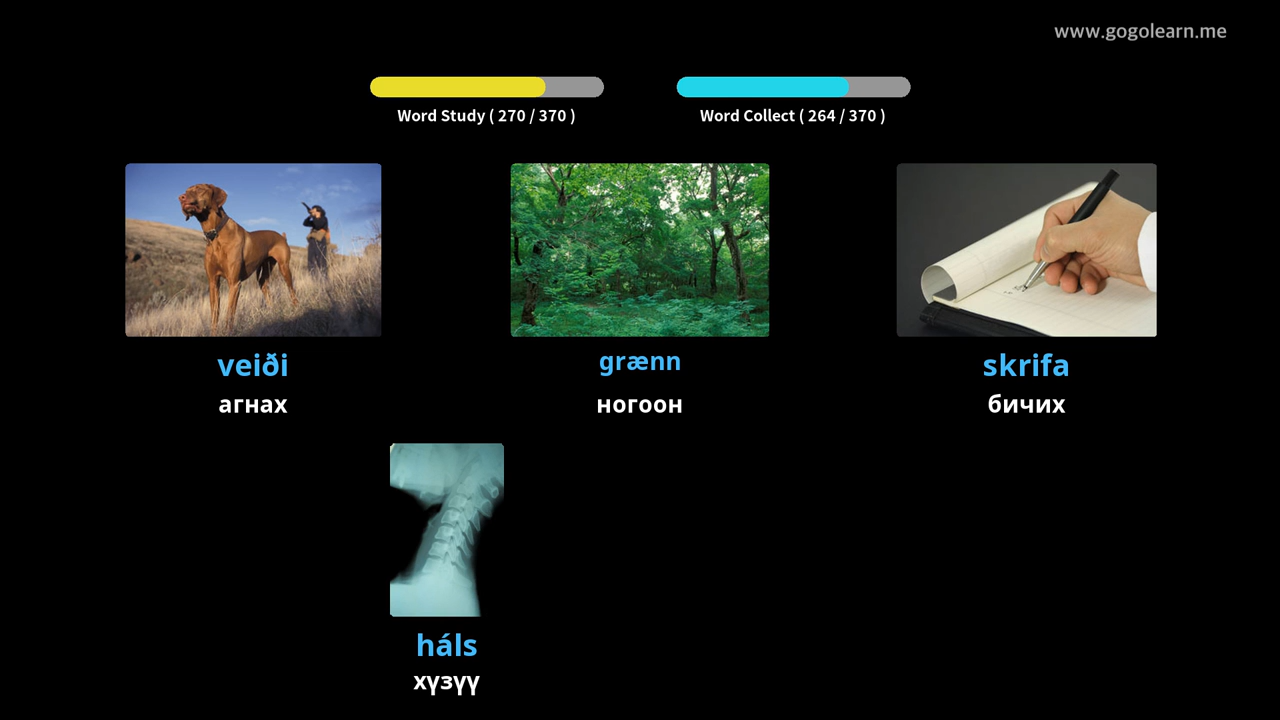 www.gogolearn.me
Word Study ( 270 / 370 )
Word Collect ( 264 / 370 )
veiði
агнах
grænn
ногоон
skrifa
бичих
háls
хүзүү